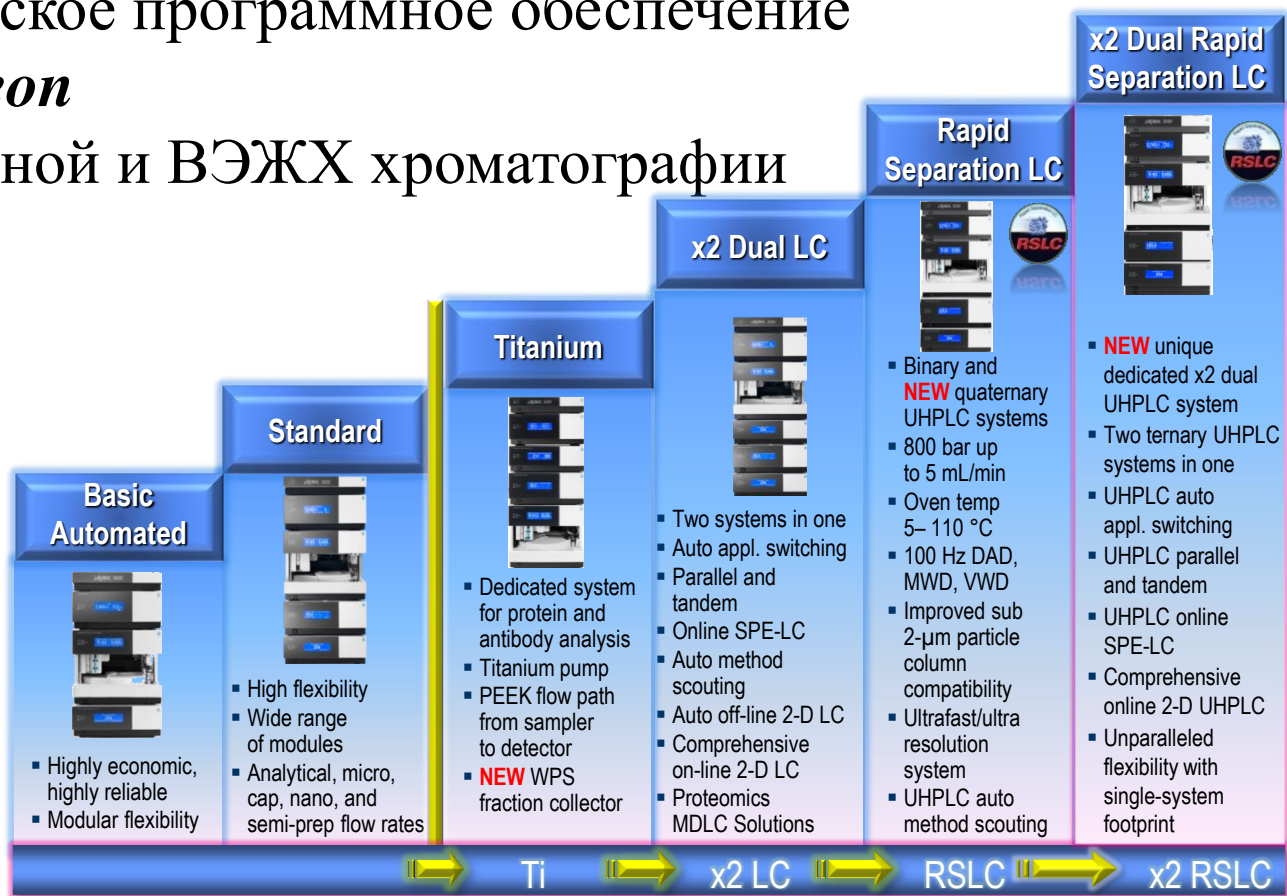 ское программное обеспечение
еоn
ной и ВЭЖХ хроматографии
x2 Dual Rapid
Separation LC
Rapid
Separation LC
x2 Dual LC
Titanium
Standard
Basic
Automated
RSLC
RSLC
▪ Highly economic,
highly reliable
▪ Modular flexibility
▪ High flexibility
▪ Wide range
of modules
▪ Analytical, micro,
cap, nano, and
semi-prep flow rates
▪ Dedicated system
for protein and
antibody analysis
▪ Titanium pump
▪ PEEK flow path
from sampler
to detector
▪ NEW WPS
fraction collector
▪ Two systems in one
▪ Auto appl. switching
▪ Parallel and
tandem
▪ Online SPE-LC
▪ Auto method
scouting
▪ Auto off-line 2-D LC
▪ Comprehensive
on-line 2-D LC
▪ Proteomics
MDLC Solutions
▪ Binary and
NEW quaternary
UHPLC systems
▪ 800 bar up
to 5 mL/min
▪ Oven temp
5– 110 °C
▪ 100 Hz DAD,
MWD, VWD
▪ Improved sub
2-µm particle
column
compatibility
▪ Ultrafast/ultra
resolution
system
▪ UHPLC auto
method scouting
▪ NEW unique
dedicated x2 dual
UHPLC system
▪ Two ternary UHPLC
systems in one
▪ UHPLC auto
appl. switching
▪ UHPLC parallel
and tandem
▪ UHPLC online
SPE-LC
▪ Comprehensive
online 2-D UHPLC
▪ Unparalleled
flexibility with
single-system
footprint
Ti
x2 LC
RSLC
x2 RSLC